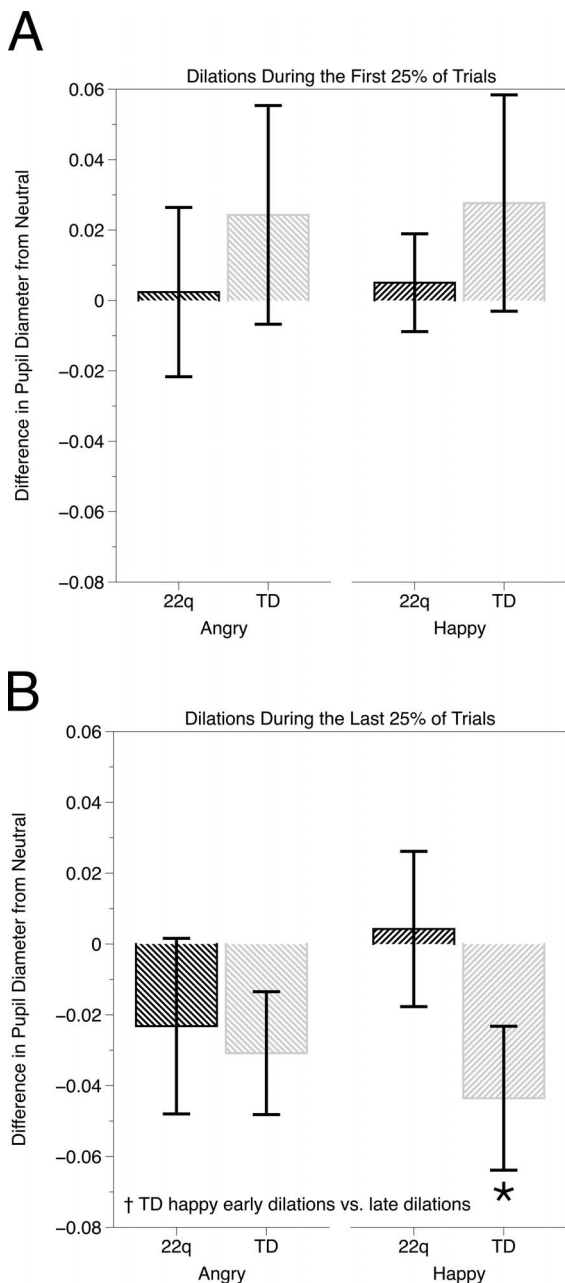 A
Dilations During the First 25% of Trials
Difference in Pupil Diameter from Neutral
0.06
0.04
0.02
0
−0.02
−0.04
−0.06
−0.08
22q TD 22q TD
Angry Happy
B
Dilations During the Last 25% of Trials
Difference in Pupil Diameter from Neutral
0.06
0.04
0.02
0
−0.02
−0.04
−0.06
−0.08
*
† TD happy early dilations vs. late dilations
22q TD 22q TD
Angry Happy